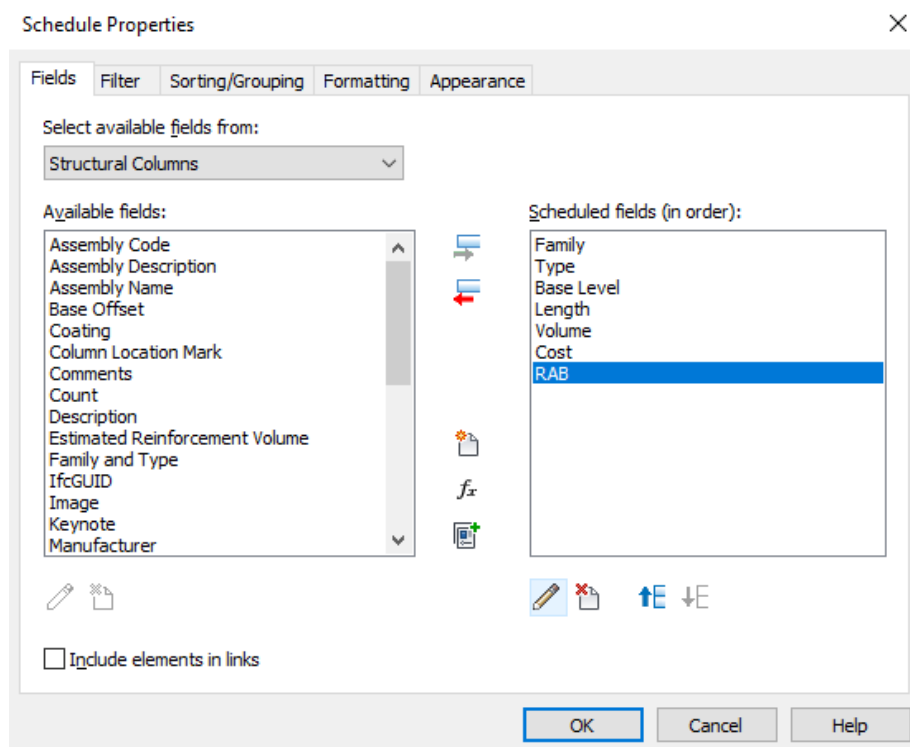 Schedule Properties
Fields Filter Sorting/Grouping Formatting Appearance
Select available fields from:
Structural Columns
Available fields:
Assembly Code
Assembly Description
Assembly Name
Base Offset
Coating
Column Location Mark
Comments
Count
Description
Estimated Reinforcement Volume
Family and Type
IfcGUID
Image
Keynote
Manufacturer
fx
Scheduled fields (in order):
Family
Type
Base Level
Length
Volume
Cost
RAB
Include elements in links
OK Cancel Help